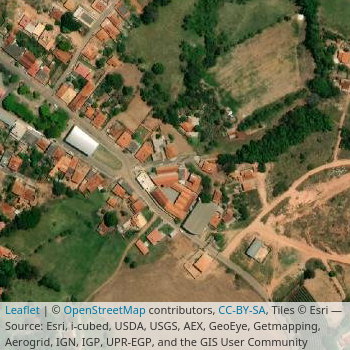 Leaflet | © OpenStreetMap contributors, CC-BY-SA, Tiles © Esri —
Source: Esri, i-cubed, USDA, USGS, AEX, GeoEye, Getmapping,
Aerogrid, IGN, IGP, UPR-EGP, and the GIS User Community